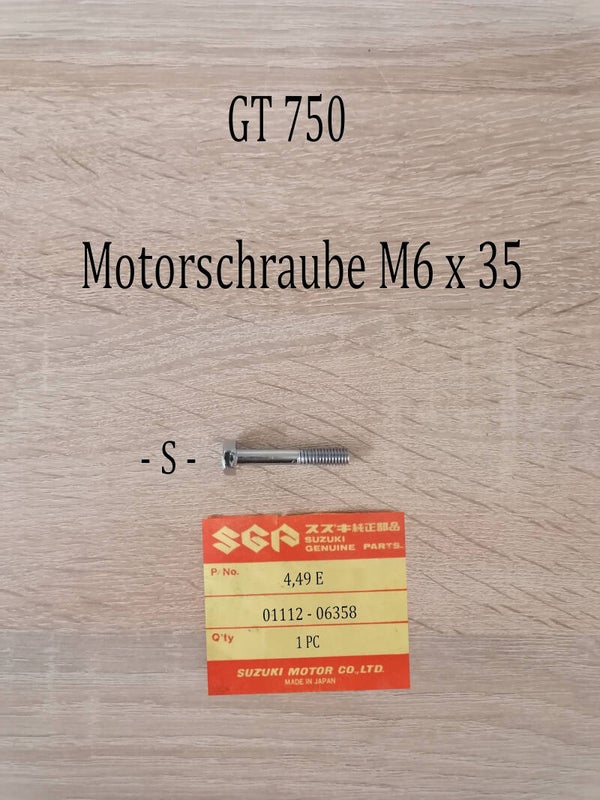 GT 750
Motorschraube M6 x 35
- S -
SGP
スズキ純正部品
SUZUKI
GENUINE PARTS.
P/No.
4,49 E
01112 - 06358
Q'ty
1 PC
SUZUKI MOTOR CO.,LTD.
MADE IN JAPAN